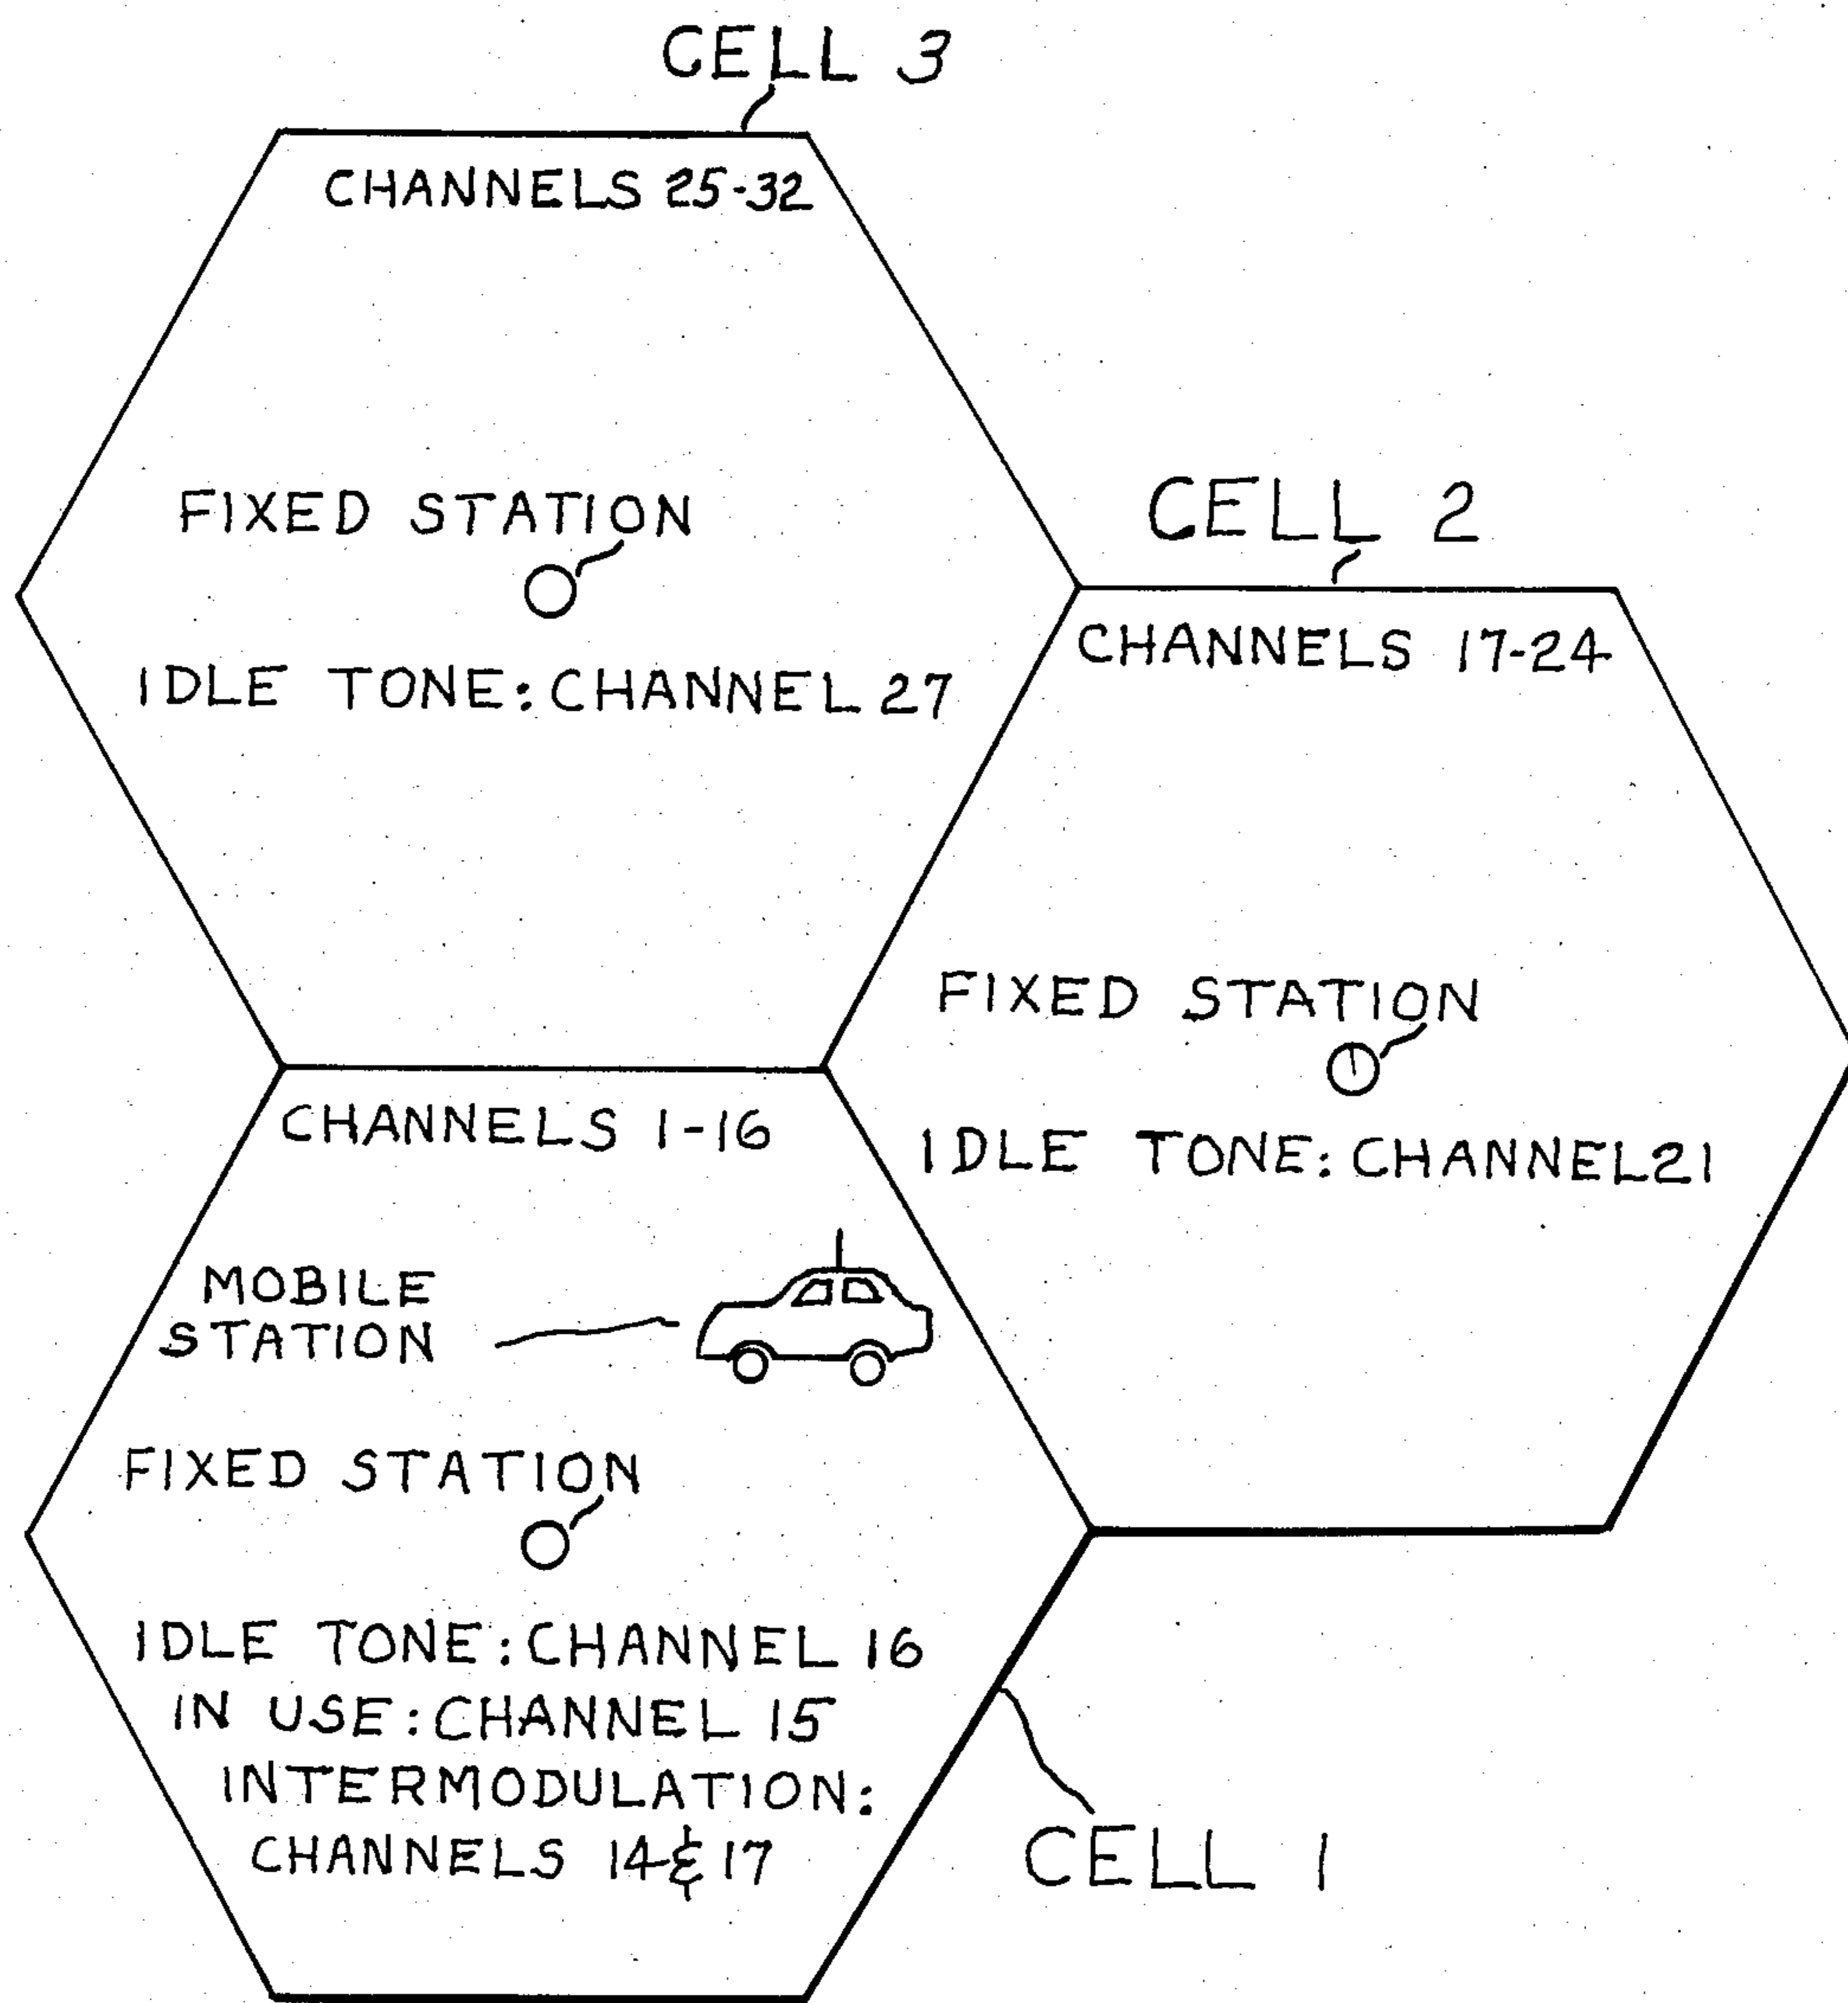 CELL 3
CHANNELS 25-32
FIXED STATION
IDLE TONE: CHANNEL 27
CELL 2
CHANNELS 17-24
FIXED STATION
IDLE TONE: CHANNEL 21
CHANNELS 1-16
MOBILE
STATION
FIXED STATION
IDLE TONE: CHANNEL 16
IN USE: CHANNEL 15
INTERMODULATION:
CHANNELS 14 & 17
CELL 1